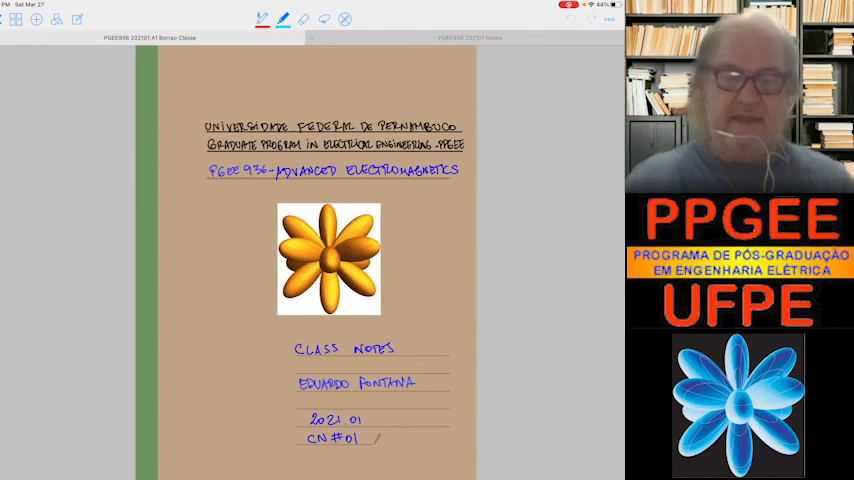 PM Sat Mar 27
44%
PGEE936 202101 A1 Borrao Classe
PGEE936 202101 Notes
UNIVERSIDADE FEDERAL DE PERNAMBUCO
GRADUATE PROGRAM IN ELECTRICAL ENGINEERING - PPGEE
PGEE 936 - ADVANCED ELECTROMAGNETICS
CLASS NOTES
EDUARDO FONTANA
2021.01
CN #01
PPGEE
PROGRAMA DE PÓS-GRADUAÇÃO
EM ENGENHARIA ELÉTRICA
UFPE